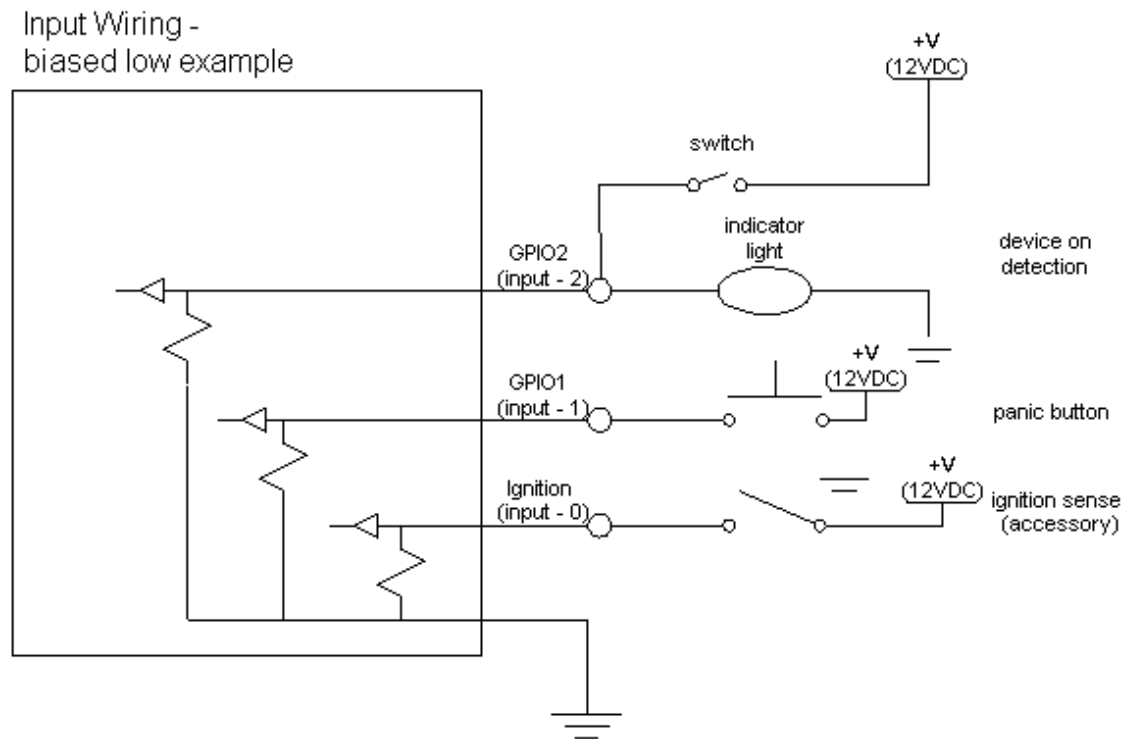 Input Wiring -
biased low example
+V
(12VDC)
switch
indicator
light
device on
detection
GPIO2
(input - 2)
+V
(12VDC)
GPIO1
(input - 1)
panic button
+V
(12VDC)
Ignition
(input - 0)
ignition sense
(accessory)